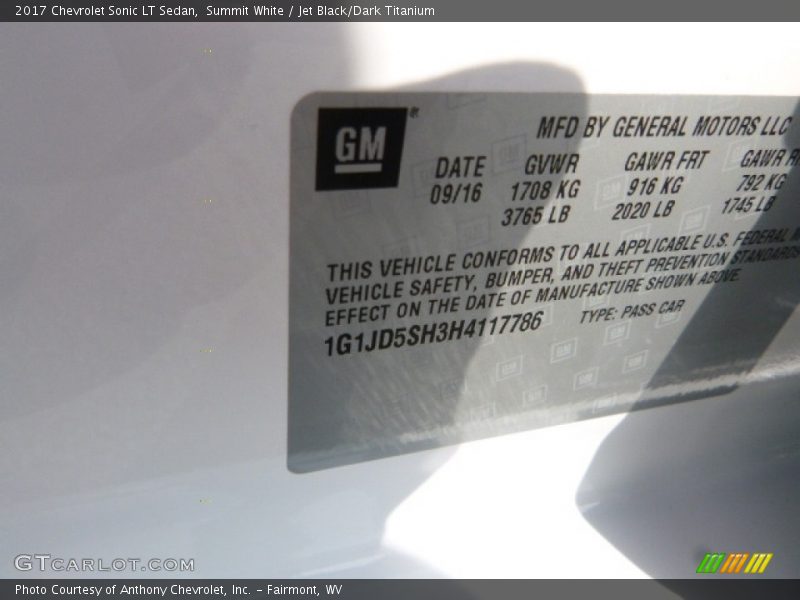 2017 Chevrolet Sonic LT Sedan, Summit White / Jet Black/Dark Titanium
GM
MFD BY GENERAL MOTORS LLC
DATE GVWR GAWR FRT GAWR
09/16 1708 KG 916 KG 792 KG
3765 LB 2020 LB 1745 LB
THIS VEHICLE CONFORMS TO ALL APPLICABLE U.S. FEDERAL
VEHICLE SAFETY, BUMPER, AND THEFT PREVENTION STANDARDS
EFFECT ON THE DATE OF MANUFACTURE SHOWN ABOVE.
1G1JD5SH3H4117786 TYPE: PASS CAR
GTCARLOT.COM
Photo Courtesy of Anthony Chevrolet, Inc. – Fairmont, WV